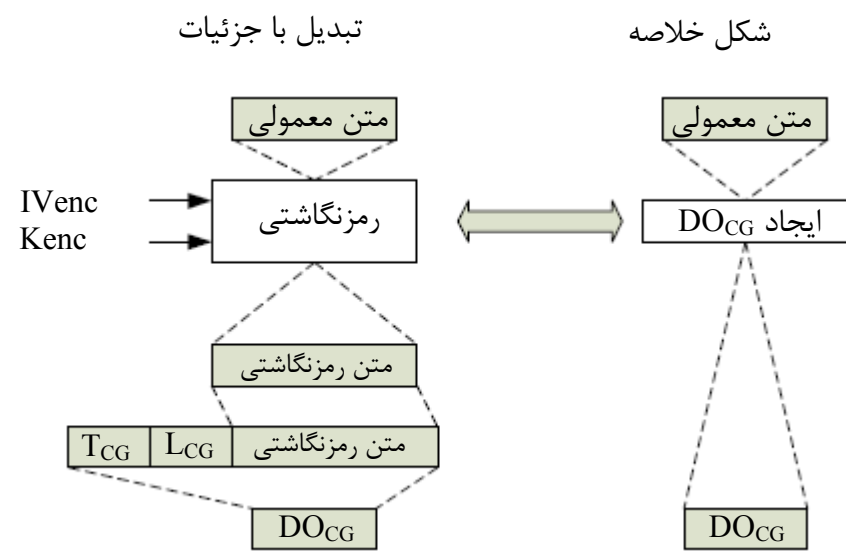 شکل خلاصه
تبدیل با جزئیات
متن معمولی
متن معمولی
IVenc
Kenc
رمزنگاشتی
ایجاد DOCG
متن رمزنگاشتی
TCG LCG متن رمزنگاشتی
DOCG
DOCG